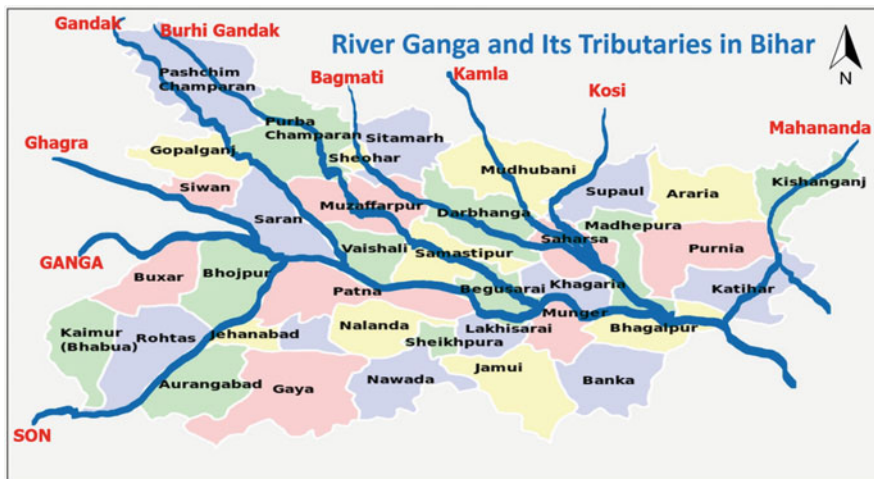 Gandak
Burhi Gandak
River Ganga and Its Tributaries in Bihar
N
Bagmati
Kamla
Kosi
Mahananda
Pashchim
Champaran
Purba
Champaran
Sitamarh
Ghagra
Gopalganj
Sheohar
Mudhubani
Kishanganj
Siwan
Supaul
Araria
Muzaffarpur
Darbhanga
Saran
Madhepura
Vaishali
Saharsa
Purnia
Samastipur
GANGA
Buxar
Bhojpur
Patna
Begusarai
Khagaria
Katihar
Munger
Kaimur
(Bhabua)
Rohtas
Jehanabad
Nalanda
Lakhisarai
Bhagalpur
Sheikhpura
Aurangabad
Gaya
Nawada
Jamui
Banka
SON